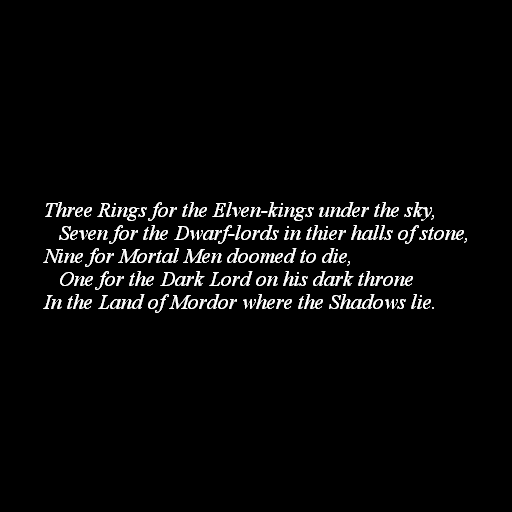 Three Rings for the Elven-kings under the sky,
Seven for the Dwarf-lords in thier halls of stone,
Nine for Mortal Men doomed to die,
One for the Dark Lord on his dark throne
In the Land of Mordor where the Shadows lie.